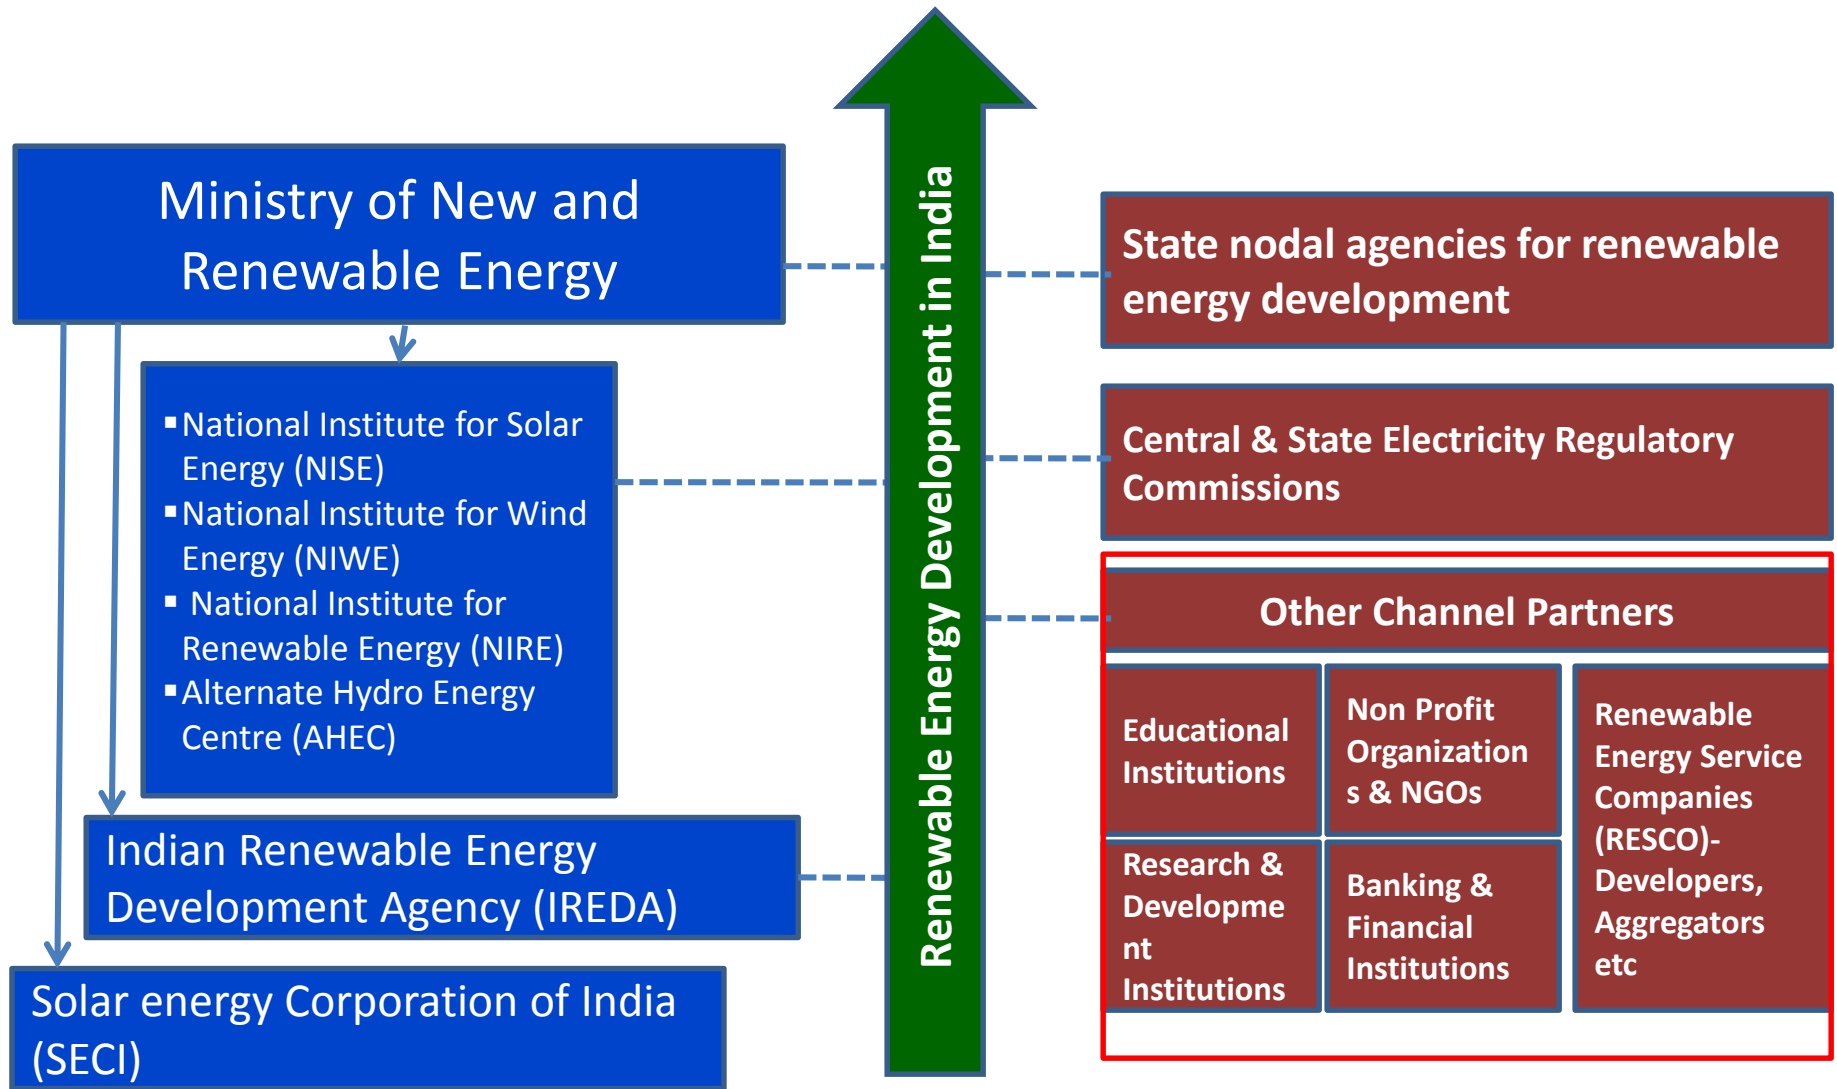 Ministry of New and
Renewable Energy
▪National Institute for Solar
Energy (NISE)
▪National Institute for Wind
Energy (NIWE)
▪ National Institute for
Renewable Energy (NIRE)
▪Alternate Hydro Energy
Centre (AHEC)
Indian Renewable Energy
Development Agency (IREDA)
Solar energy Corporation of India
(SECI)
Renewable Energy Development in India
State nodal agencies for renewable
energy development
Central & State Electricity Regulatory
Commissions
Other Channel Partners
Educational
Institutions
Non Profit
Organization
s & NGOs
Renewable
Energy Service
Companies
(RESCO)-
Developers,
Aggregators
etc
Research &
Developme
nt
Institutions
Banking &
Financial
Institutions